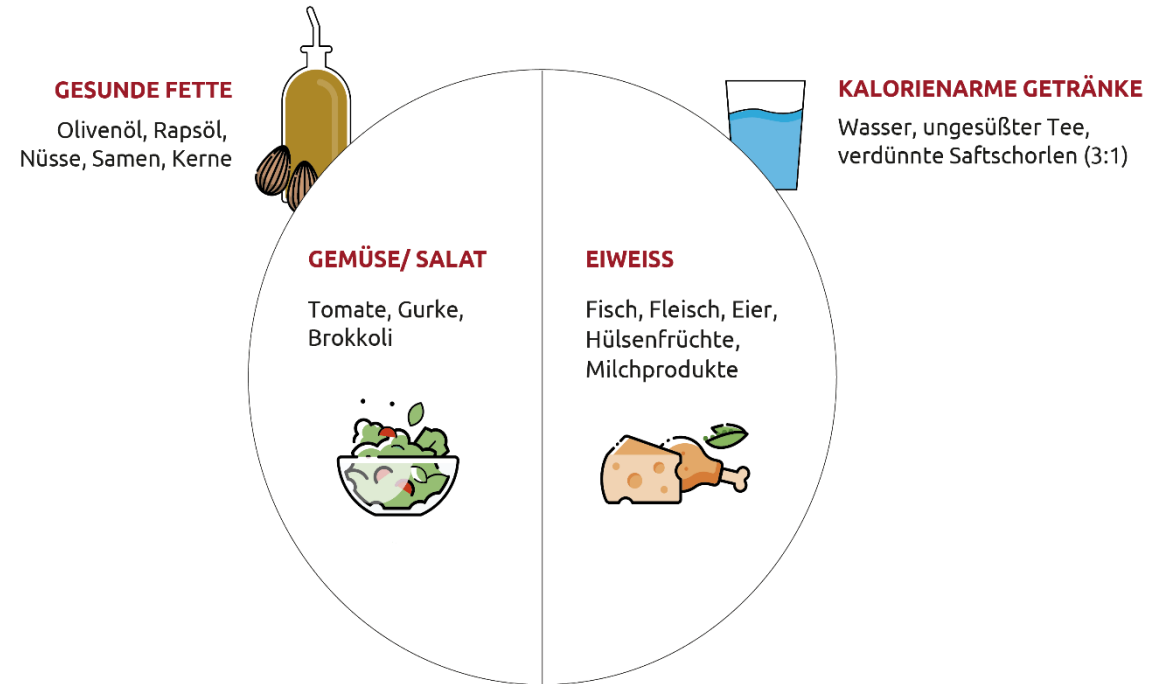 GESUNDE FETTE
Olivenöl, Rapsöl,
Nüsse, Samen, Kerne
KALORIENARME GETRÄNKE
Wasser, ungesüßter Tee,
verdünnte Saftschorlen (3:1)
GEMÜSE/ SALAT
Tomate, Gurke,
Brokkoli
EIWEISS
Fisch, Fleisch, Eier,
Hülsenfrüchte,
Milchprodukte